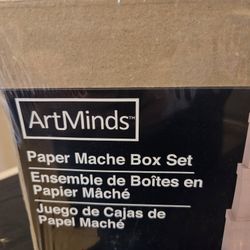 ArtMinds™
Paper Mache Box Set
Ensemble de Boîtes en
Papier Mâché
Juego de Cajas de
Papel Maché